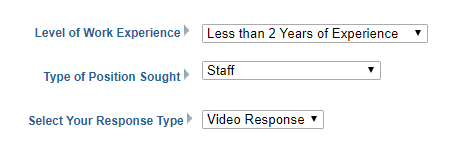 Level of Work Experience Less than 2 Years of Experience
Type of Position Sought Staff
Select Your Response Type Video Response